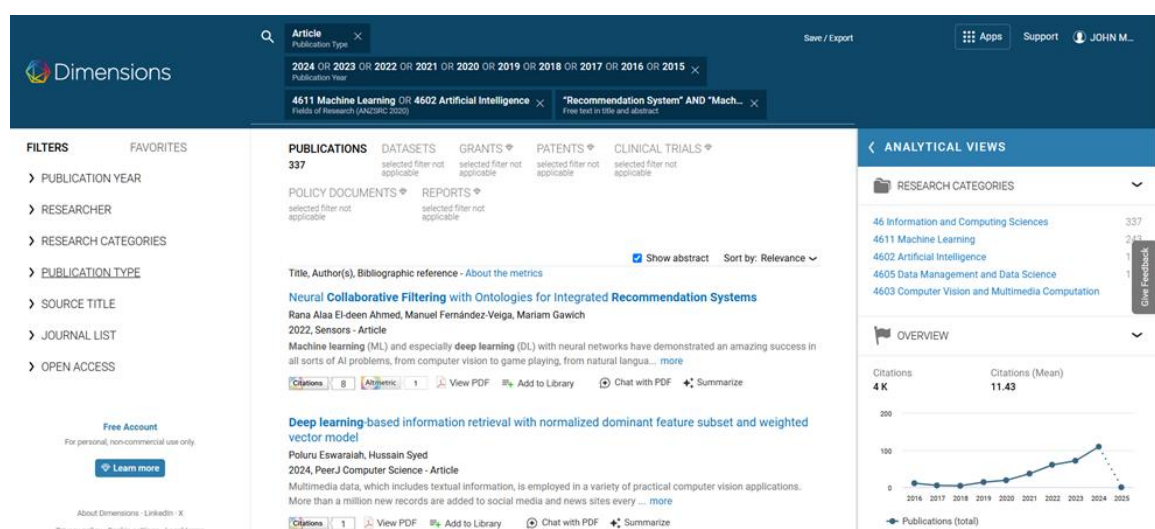 Dimensions
Article
Publication Type
Save / Export
Apps
Support
JOHN M...
2024 OR 2023 OR 2022 OR 2021 OR 2020 OR 2019 OR 2018 OR 2017 OR 2016 OR 2015
Publication Year
4611 Machine Learning OR 4602 Artificial Intelligence
Fields of Research (ANZSRC 2020)
"Recommendation System" AND "Mach...
Free text in title and abstract
FILTERS
FAVORITES
PUBLICATION YEAR
RESEARCHER
RESEARCH CATEGORIES
PUBLICATION TYPE
SOURCE TITLE
JOURNAL LIST
OPEN ACCESS
Free Account
For personal, non-commercial use only.
Learn more
About Dimensions · LinkedIn · X
PUBLICATIONS
337
DATASETS
selected filter not
applicable
GRANTS
selected filter not
applicable
PATENTS
selected filter not
applicable
CLINICAL TRIALS
selected filter not
applicable
POLICY DOCUMENTS
selected filter not
applicable
REPORTS
selected filter not
applicable
Show abstract
Sort by: Relevance
Title, Author(s), Bibliographic reference - About the metrics
Neural Collaborative Filtering with Ontologies for Integrated Recommendation Systems
Rana Alaa El-deen Ahmed, Manuel Fernández-Veiga, Mariam Gawich
2022, Sensors - Article
Machine learning (ML) and especially deep learning (DL) with neural networks have demonstrated an amazing success in
all sorts of AI problems, from computer vision to game playing, from natural langua... more
Citations 8 Altmetric 1 View PDF Add to Library Chat with PDF Summarize
Deep learning-based information retrieval with normalized dominant feature subset and weighted
vector model
Poluru Eswaraiah, Hussain Syed
2024, PeerJ Computer Science - Article
Multimedia data, which includes textual information, is employed in a variety of practical computer vision applications.
More than a million new records are added to social media and news sites every ... more
Citations 1 View PDF Add to Library Chat with PDF Summarize
ANALYTICAL VIEWS
RESEARCH CATEGORIES
46 Information and Computing Sciences 337
4611 Machine Learning
4602 Artificial Intelligence
4605 Data Management and Data Science
4603 Computer Vision and Multimedia Computation
Give Feedback
OVERVIEW
Citations
4 K
Citations (Mean)
11.43
200
100
0
2016 2017 2018 2019 2020 2021 2022 2023 2024 2025
Publications (total)